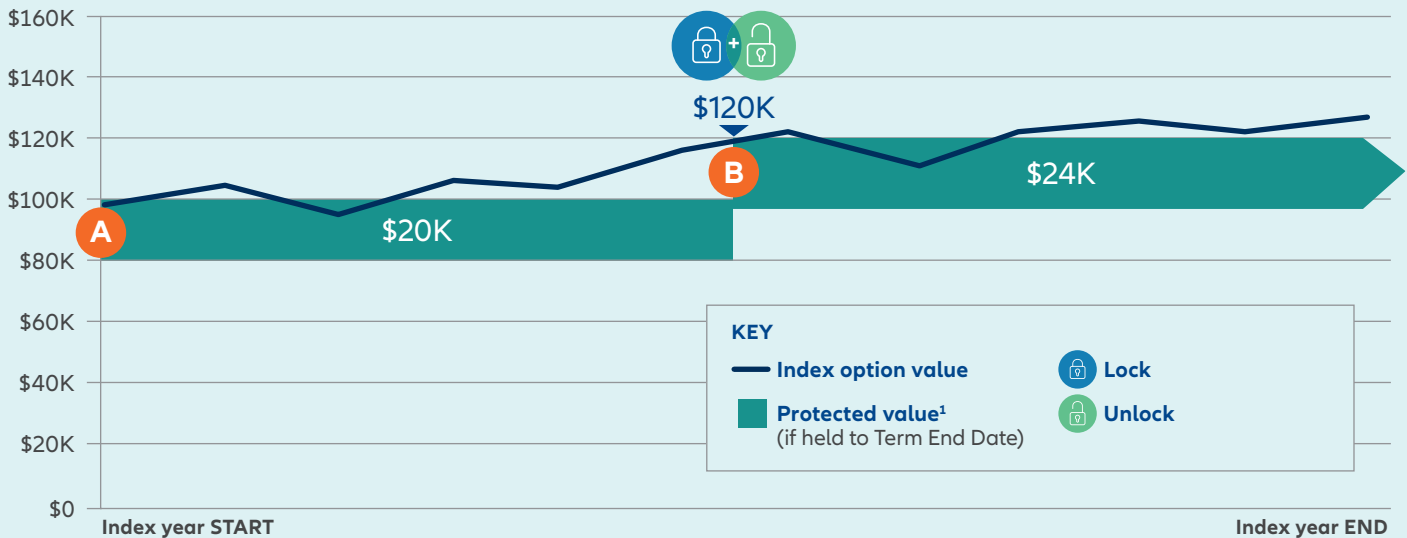 $160K
$140K
$120K
$100K
$80K
$60K
$40K
$20K
$0
+
$120K
A
B
$20K
$24K
KEY
Index option value
Lock
Protected value¹
(if held to Term End Date)
Unlock
Index year START
Index year END